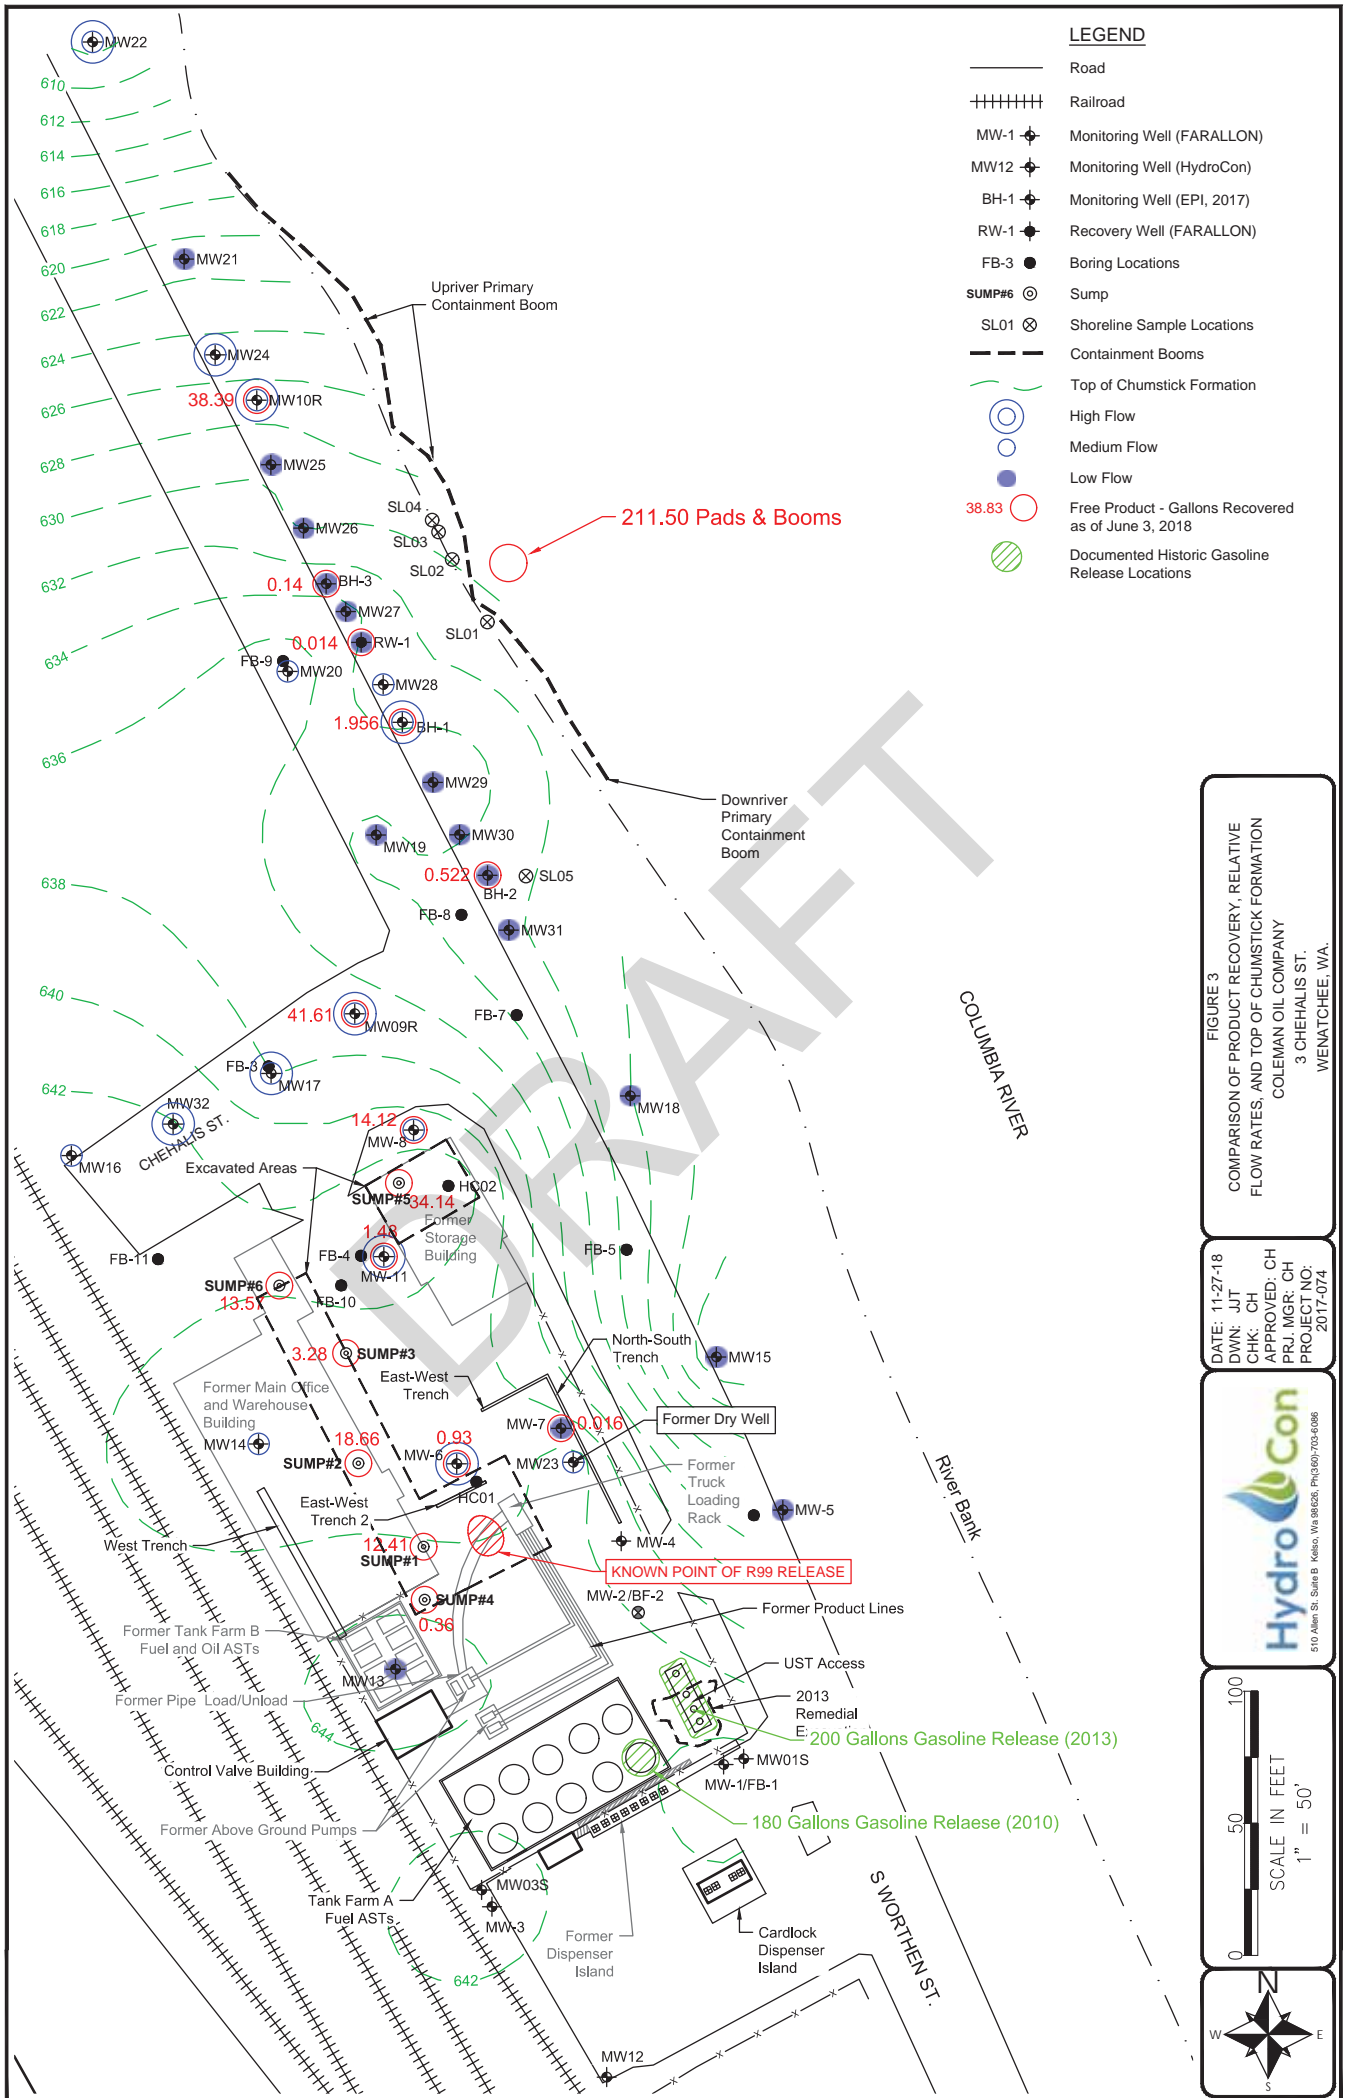 LEGEND
Road
Railroad
MW-1 Monitoring Well (FARALLON)
MW12 Monitoring Well (HydroCon)
BH-1 Monitoring Well (EPI, 2017)
RW-1 Recovery Well (FARALLON)
FB-3 Boring Locations
SUMP#6 Sump
SL01 Shoreline Sample Locations
Containment Booms
Top of Chumstick Formation
High Flow
Medium Flow
Low Flow
38.83 Free Product - Gallons Recovered
as of June 3, 2018
Documented Historic Gasoline
Release Locations
MW22
610
612
614
616
618
620
622
624
626
628
630
632
634
636
638
640
642
MW21
Upriver Primary
Containment Boom
MW24
38.39
MW10R
MW25
SL04
MW26
SL03
SL02
211.50 Pads & Booms
0.14
BH-3
MW27
SL01
0.014
RW-1
FB-9
MW20
MW28
1.956
BH-1
MW29
Downriver
Primary
Containment
Boom
MW19
MW30
0.522
BH-2
SL05
FB-8
MW31
41.61
MW09R
FB-7
COLUMBIA RIVER
FB-3
MW17
MW32
CHEHALIS ST.
MW16
14.12
MW-8
MW18
Excavated Areas
SUMP#5
34.14
HC02
Former
Storage
Building
1.48
FB-4
MW-11
FB-5
FB-11
SUMP#6
13.57
FB-10
3.28
SUMP#3
North-South
Trench
East-West
Trench
MW15
Former Main Office
and Warehouse
Building
MW14
MW-7
0.016
Former Dry Well
18.66
SUMP#2
0.93
MW-6
MW23
HC01
Former
Truck
Loading
Rack
East-West
Trench 2
MW-5
River Bank
West Trench
12.41
SUMP#1
MW-4
KNOWN POINT OF R99 RELEASE
SUMP#4
0.36
MW-2/BF-2
Former Product Lines
Former Tank Farm B
Fuel and Oil ASTs
MW13
UST Access
Former Pipe Load/Unload
2013
Remedial
644
200 Gallons Gasoline Release (2013)
Control Valve Building
MW01S
MW-1/FB-1
Former Above Ground Pumps
180 Gallons Gasoline Relaese (2010)
Tank Farm A
Fuel ASTs
MW03S
MW-3
Former
Dispenser
Island
Cardlock
Dispenser
Island
S WORTHEN ST.
642
MW12
DRAFT
FIGURE 3
COMPARISON OF PRODUCT RECOVERY, RELATIVE
FLOW RATES, AND TOP OF CHUMSTICK FORMATION
COLEMAN OIL COMPANY
3 CHEHALIS ST.
WENATCHEE, WA.
DATE: 11-27-18
DWN: JJT
CHK: CH
APPROVED: CH
PRJ. MGR: CH
PROJECT NO:
2017-074
HydroCon
510 Allen St. Suite B Kelso, Wa 98626, Ph(360)-703-6086
0 50 100
SCALE IN FEET
1" = 50'
N
W
E
S